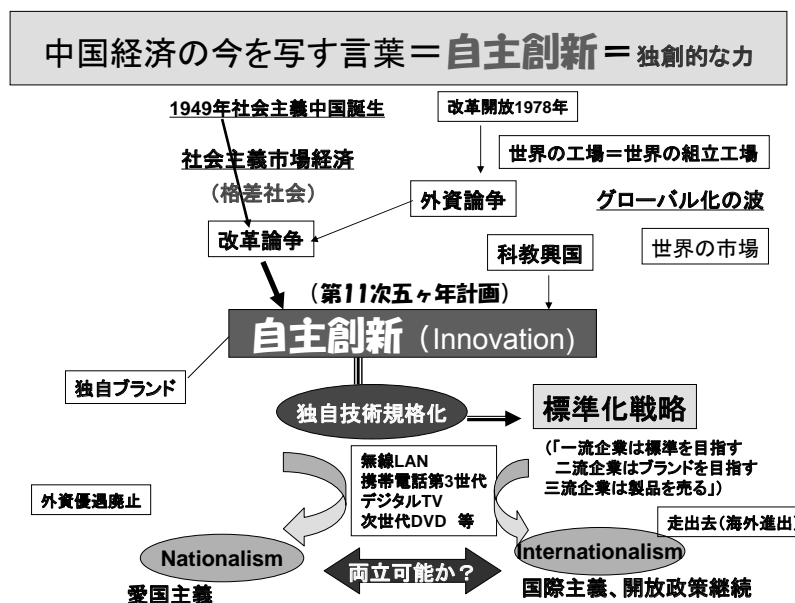 中国経済の今を写す言葉＝自主創新＝独創的な力
1949年社会主義中国誕生
改革開放1978年
社会主義市場経済
（格差社会）
世界の工場＝世界の組立工場
外資論争
グローバル化の波
改革論争
科教興国
世界の市場
（第11次五ヶ年計画）
自主創新（Innovation）
独自ブランド
独自技術規格化
標準化戦略
（「一流企業は標準を目指す
二流企業はブランドを目指す
三流企業は製品を売る」）
無線LAN
携帯電話第3世代
デジタルTV
次世代DVD　等
外資優遇廃止
走出去（海外進出）
Nationalism
両立可能か？
Internationalism
愛国主義
国際主義、開放政策継続